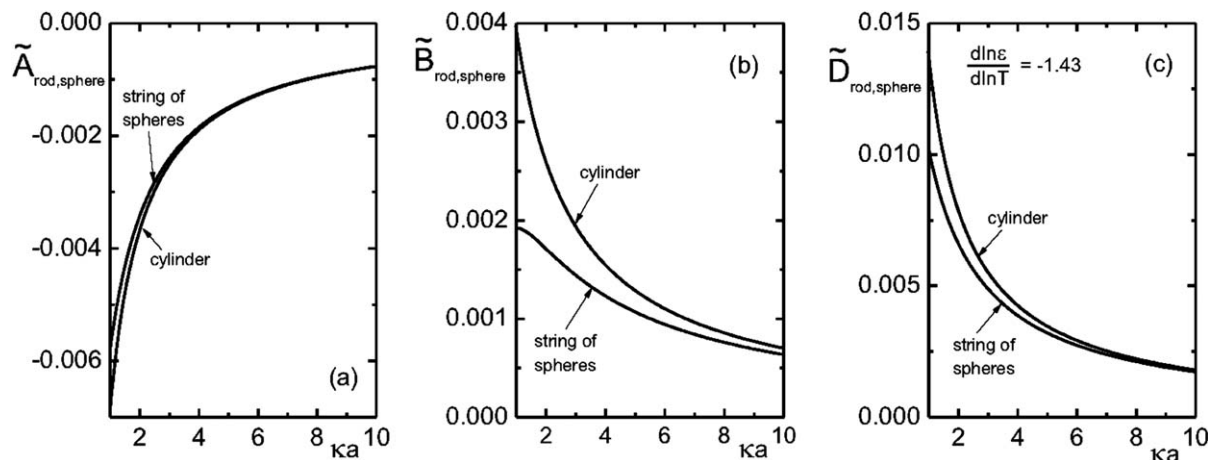 0.000
-0.002
-0.004
-0.006
Ã rod,sphere
string of
spheres
cylinder
(a)
2 4 6 8 10
κa
0.004
0.003
0.002
0.001
0.000
B̃ rod,sphere
(b)
cylinder
string of
spheres
2 4 6 8 10
κa
0.015
0.010
0.005
0.000
D̃ rod,sphere
dlnε
dlnT
= -1.43
(c)
cylinder
string of
spheres
2 4 6 8 10
κa